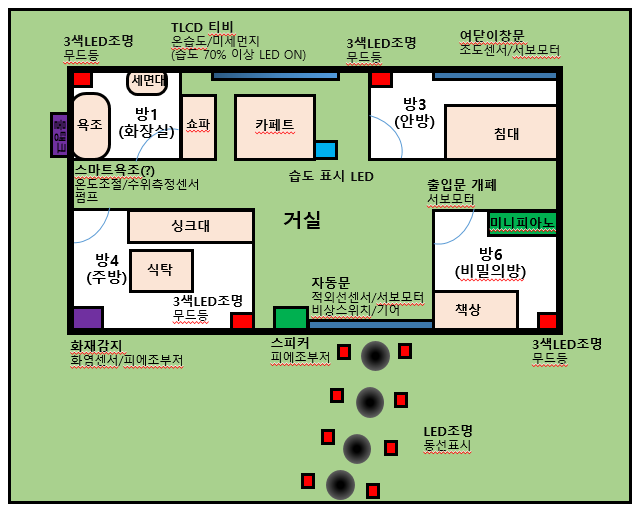 TLCD 티비
온습도/미세먼지
(습도 70% 이상 LED ON)
3색LED조명
무드등
3색LED조명
무드등
여닫이창문
조도센서/서보모터
세면대
욕조
방1
(화장실)
쇼파
카페트
방3
(안방)
침대
물탱크
스마트욕조(?)
온도조절/수위측정센서
펌프
습도 표시 LED
출입문 개폐
서보모터
싱크대
거실
미니피아노
방4
(주방)
식탁
방6
(비밀의방)
3색LED조명
무드등
자동문
적외선센서/서보모터
비상스위치/기어
책상
화재감지
화염센서/피에조부저
스피커
피에조부저
3색LED조명
무드등
LED조명
동선표시